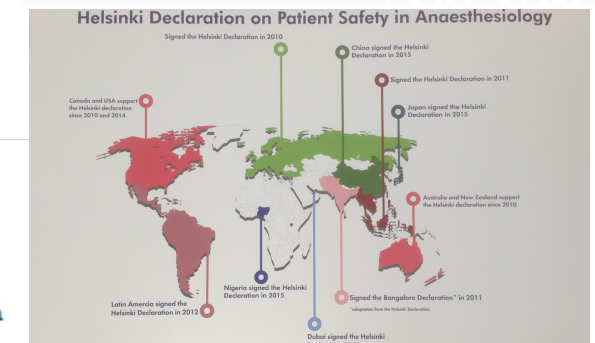 Helsinki Declaration on Patient Safety in Anaesthesiology
Signed the Helsinki Declaration in 2010
China signed the Helsinki
Declaration in 2015
Signed the Helsinki Declaration in 2011
Canada and USA support
the Helsinki declaration
since 2010 and 2014
Japan signed the Helsinki
Declaration in 2015
Australia and New Zealand support
the Helsinki declaration since 2010
Nigeria signed the Helsinki
Declaration in 2015
Signed the Bangalore Declaration* in 2011
*adaptation from the Helsinki Declaration
Latin Amercia signed the
Helsinki Declaration in 2012
Dubai signed the Helsinki